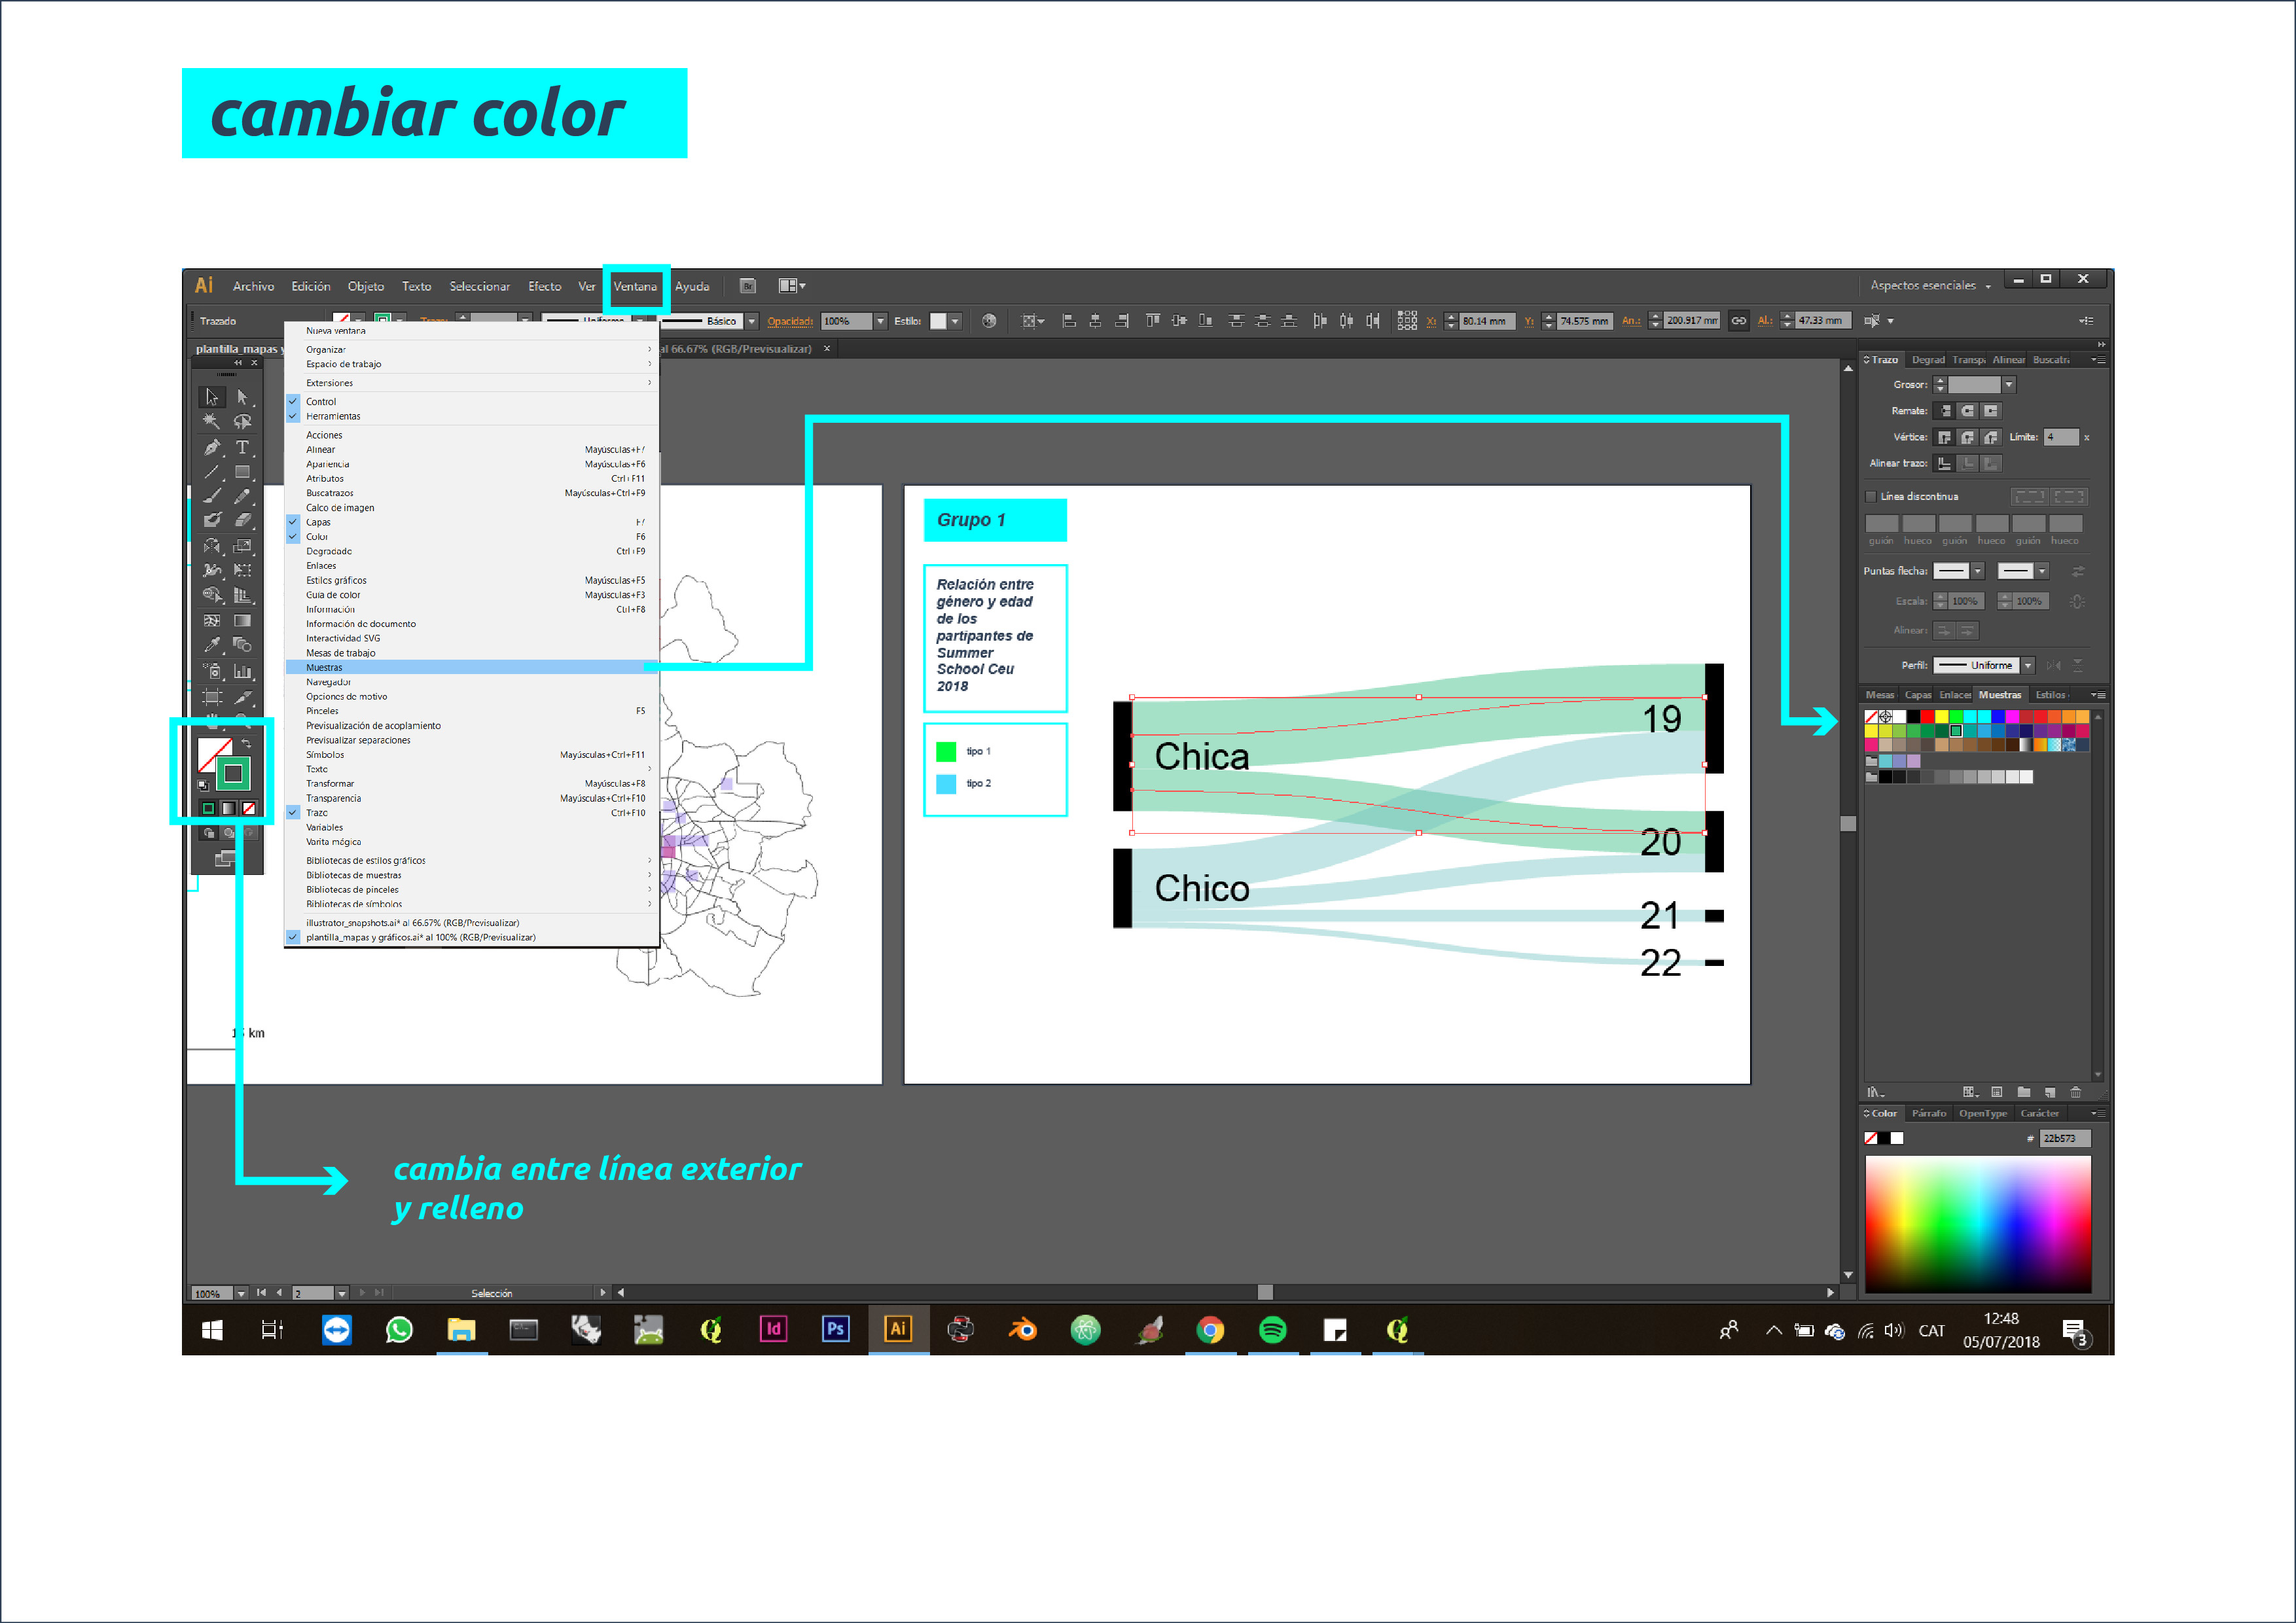 cambiar color
Ai Archivo Edición Objeto Texto Seleccionar Efecto Ver Ventana Ayuda Br Aspectos esenciales
Trazado Básico Opacidad: 100% Estilo: X: 80.14 mm Y: 74.575 mm An.: 200.917 mm Al.: 47.33 mm
plantilla_mapas y al 66.67% (RGB/Previsualizar) ×
Nueva ventana
Organizar
Espacio de trabajo
Extensiones
Control
Herramientas
Acciones
Alinear Mayúsculas+F7
Apariencia Mayúsculas+F6
Atributos Ctrl+F11
Buscatrazos Mayúsculas+Ctrl+F9
Calco de imagen
Capas F7
Color F6
Degradado Ctrl+F9
Enlaces
Estilos gráficos Mayúsculas+F5
Guía de color Mayúsculas+F3
Información Ctrl+F8
Información de documento
Interactividad SVG
Mesas de trabajo
Muestras
Navegador
Opciones de motivo
Pinceles F5
Previsualización de acoplamiento
Previsualizar separaciones
Símbolos Mayúsculas+Ctrl+F11
Texto
Transformar Mayúsculas+F8
Transparencia Mayúsculas+Ctrl+F10
Trazo Ctrl+F10
Variables
Varita mágica
Bibliotecas de estilos gráficos
Bibliotecas de muestras
Bibliotecas de pinceles
Bibliotecas de símbolos
illustrator_snapshots.ai* al 66.67% (RGB/Previsualizar)
plantilla_mapas y gráficos.ai* al 100% (RGB/Previsualizar)
km
Grupo 1
Relación entre
género y edad
de los
partipantes de
Summer
School Ceu
2018
tipo 1
tipo 2
Chica
Chico
19
20
21
22
Trazo Degrad Transp. Alinear Buscatr.
Grosor:
Remate:
Vértice: Límite: 4 x
Alinear trazo:
Línea discontinua
guión hueco guión hueco guión hueco
Puntas flecha:
Escala: 100% 100%
Alinear:
Perfil: Uniforme
Mesas Capas Enlaces Muestras Estilos
Color Párrafo OpenType Carácter
# 22b573
cambia entre línea exterior
y relleno
100% 2 Selección
Id Ps Ai CAT 12:48
05/07/2018 3